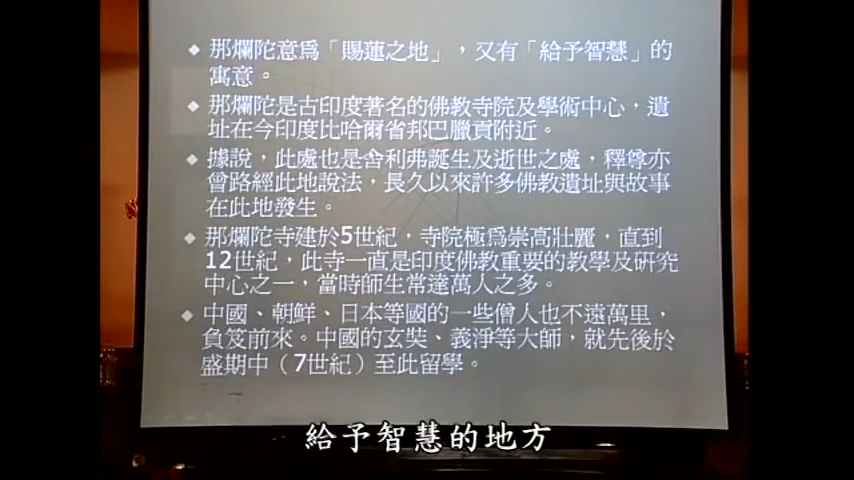 ◆ 那爛陀意為「賜蓮之地」，又有「給予智慧」的
寓意。
◆ 那爛陀是古印度著名的佛教寺院及學術中心，遺
址在今印度比哈爾省邦巴臘貢附近。
◆ 據說，此處也是舍利弗誕生及逝世之處，釋尊亦
曾路經此地說法，長久以來許多佛教遺址與故事
在此地發生。
◆ 那爛陀寺建於5世紀，寺院極為崇高壯麗，直到
12世紀，此寺一直是印度佛教重要的教學及研究
中心之一，當時師生常達萬人之多。
◆ 中國、朝鮮、日本等國的一些僧人也不遠萬里，
負笈前來。中國的玄奘、義淨等大師，就先後於
盛期中（7世紀）至此留學。
給予智慧的地方